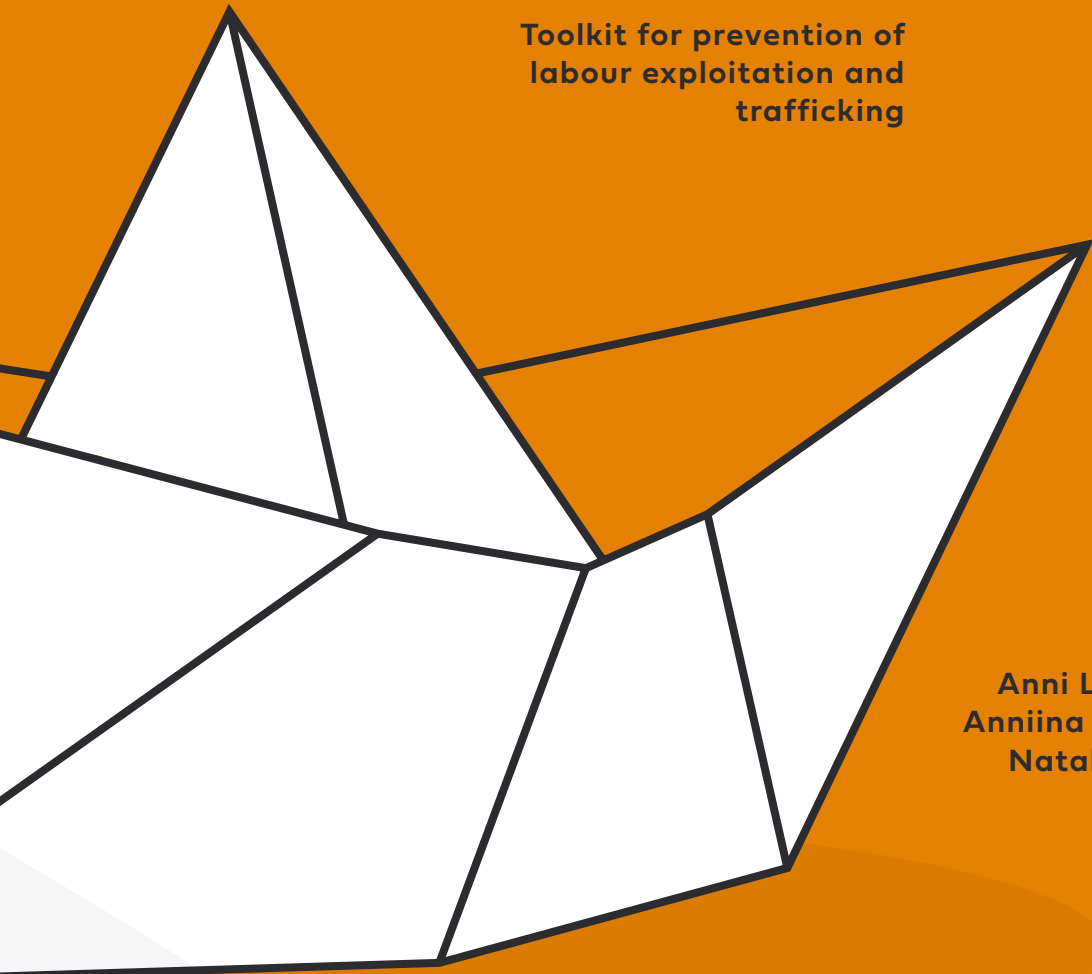 Toolkit for prevention of
labour exploitation and
trafficking
Anni
Anniina